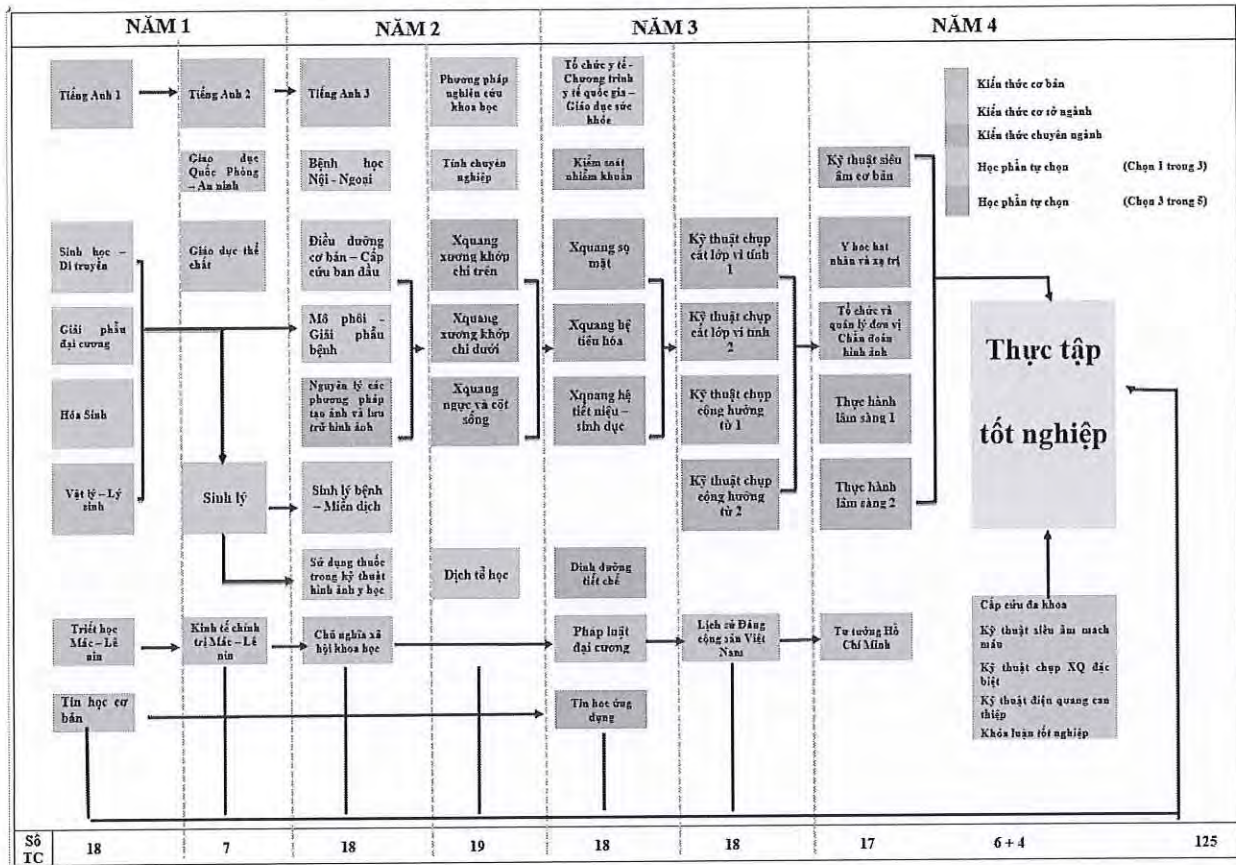 NĂM 1
NĂM 2
NĂM 3
NĂM 4
Tiếng Anh 1
Tiếng Anh 2
Tiếng Anh 3
Phương pháp
nghiên cứu
khoa học
Tổ chức y tế -
Chương trình
y tế quốc gia –
Giáo dục sức
khỏe
Kiến thức cơ bản
Kiến thức cơ sở ngành
Kiến thức chuyên ngành
Học phần tự chọn (Chọn 1 trong 3)
Học phần tự chọn (Chọn 3 trong 5)
Giáo dục
Quốc Phòng
– An ninh
Bệnh học
Nội - Ngoại
Tính chuyên
nghiệp
Kiểm soát
nhiễm khuẩn
Kỹ thuật siêu
âm cơ bản
Sinh học –
Di truyền
Giáo dục thể
chất
Điều dưỡng
cơ bản – Cấp
cứu ban đầu
Xquang
xương khớp
chi trên
Xquang sọ
mặt
Kỹ thuật chụp
cắt lớp vi tính
1
Y học hạt
nhân và xạ trị
Giải phẫu
đại cương
Mô phôi –
Giải phẫu
bệnh
Xquang
xương khớp
chi dưới
Xquang hệ
tiêu hóa
Kỹ thuật chụp
cắt lớp vi tính
2
Tổ chức và
quản lý đơn vị
Chẩn đoán
hình ảnh
Thực tập
tốt nghiệp
Hóa Sinh
Nguyên lý các
phương pháp
tạo ảnh và lưu
trữ hình ảnh
Xquang
ngực và cột
sống
Xquang hệ
tiết niệu –
sinh dục
Kỹ thuật chụp
cộng hưởng
từ 1
Thực hành
lâm sàng 1
Vật lý – Lý
sinh
Sinh lý
Sinh lý bệnh
– Miễn dịch
Kỹ thuật chụp
cộng hưởng
từ 2
Thực hành
lâm sàng 2
Sử dụng thuốc
trong kỹ thuật
hình ảnh y học
Dịch tễ học
Dinh dưỡng
tiết chế
Triết học
Mác – Lê
nin
Kinh tế chính
trị Mác – Lê
nin
Chủ nghĩa xã
hội khoa học
Pháp luật
đại cương
Lịch sử Đảng
cộng sản Việt
Nam
Tư tưởng Hồ
Chí Minh
Cấp cứu đa khoa
Kỹ thuật siêu âm mạch
máu
Kỹ thuật chụp XQ đặc
biệt
Kỹ thuật điện quang can
thiệp
Khóa luận tốt nghiệp
Tin học cơ
bản
Tin học ứng
dụng
Số
TC
18
7
18
19
18
18
17
6 + 4
125